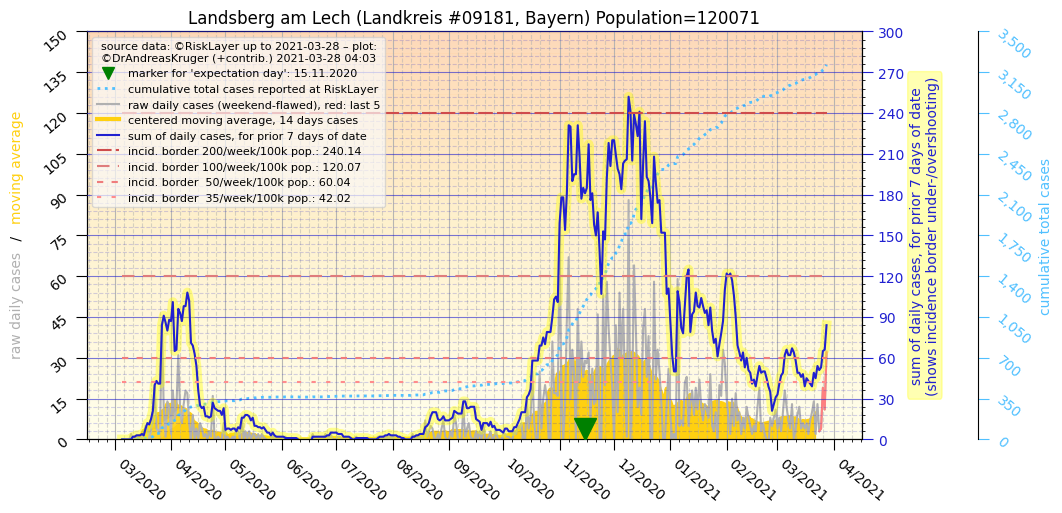 Landsberg am Lech (Landkreis #09181, Bayern) Population=120071
source data: ©RiskLayer up to 2021-03-28 – plot:
©DrAndreasKruger (+contrib.) 2021-03-28 04:03
marker for 'expectation day': 15.11.2020
cumulative total cases reported at RiskLayer
raw daily cases (weekend-flawed), red: last 5
centered moving average, 14 days cases
sum of daily cases, for prior 7 days of date
incid. border 200/week/100k pop.: 240.14
incid. border 100/week/100k pop.: 120.07
incid. border  50/week/100k pop.: 60.04
incid. border  35/week/100k pop.: 42.02
raw daily cases / moving average
150
135
120
105
90
75
60
45
30
15
0
03/2020
04/2020
05/2020
06/2020
07/2020
08/2020
09/2020
10/2020
11/2020
12/2020
01/2021
02/2021
03/2021
04/2021
300
270
240
210
180
150
120
90
60
30
0
sum of daily cases, for prior 7 days of date
(shows incidence border under-/overshooting)
3,500
3,150
2,800
2,450
2,100
1,750
1,400
1,050
700
350
0
cumulative total cases